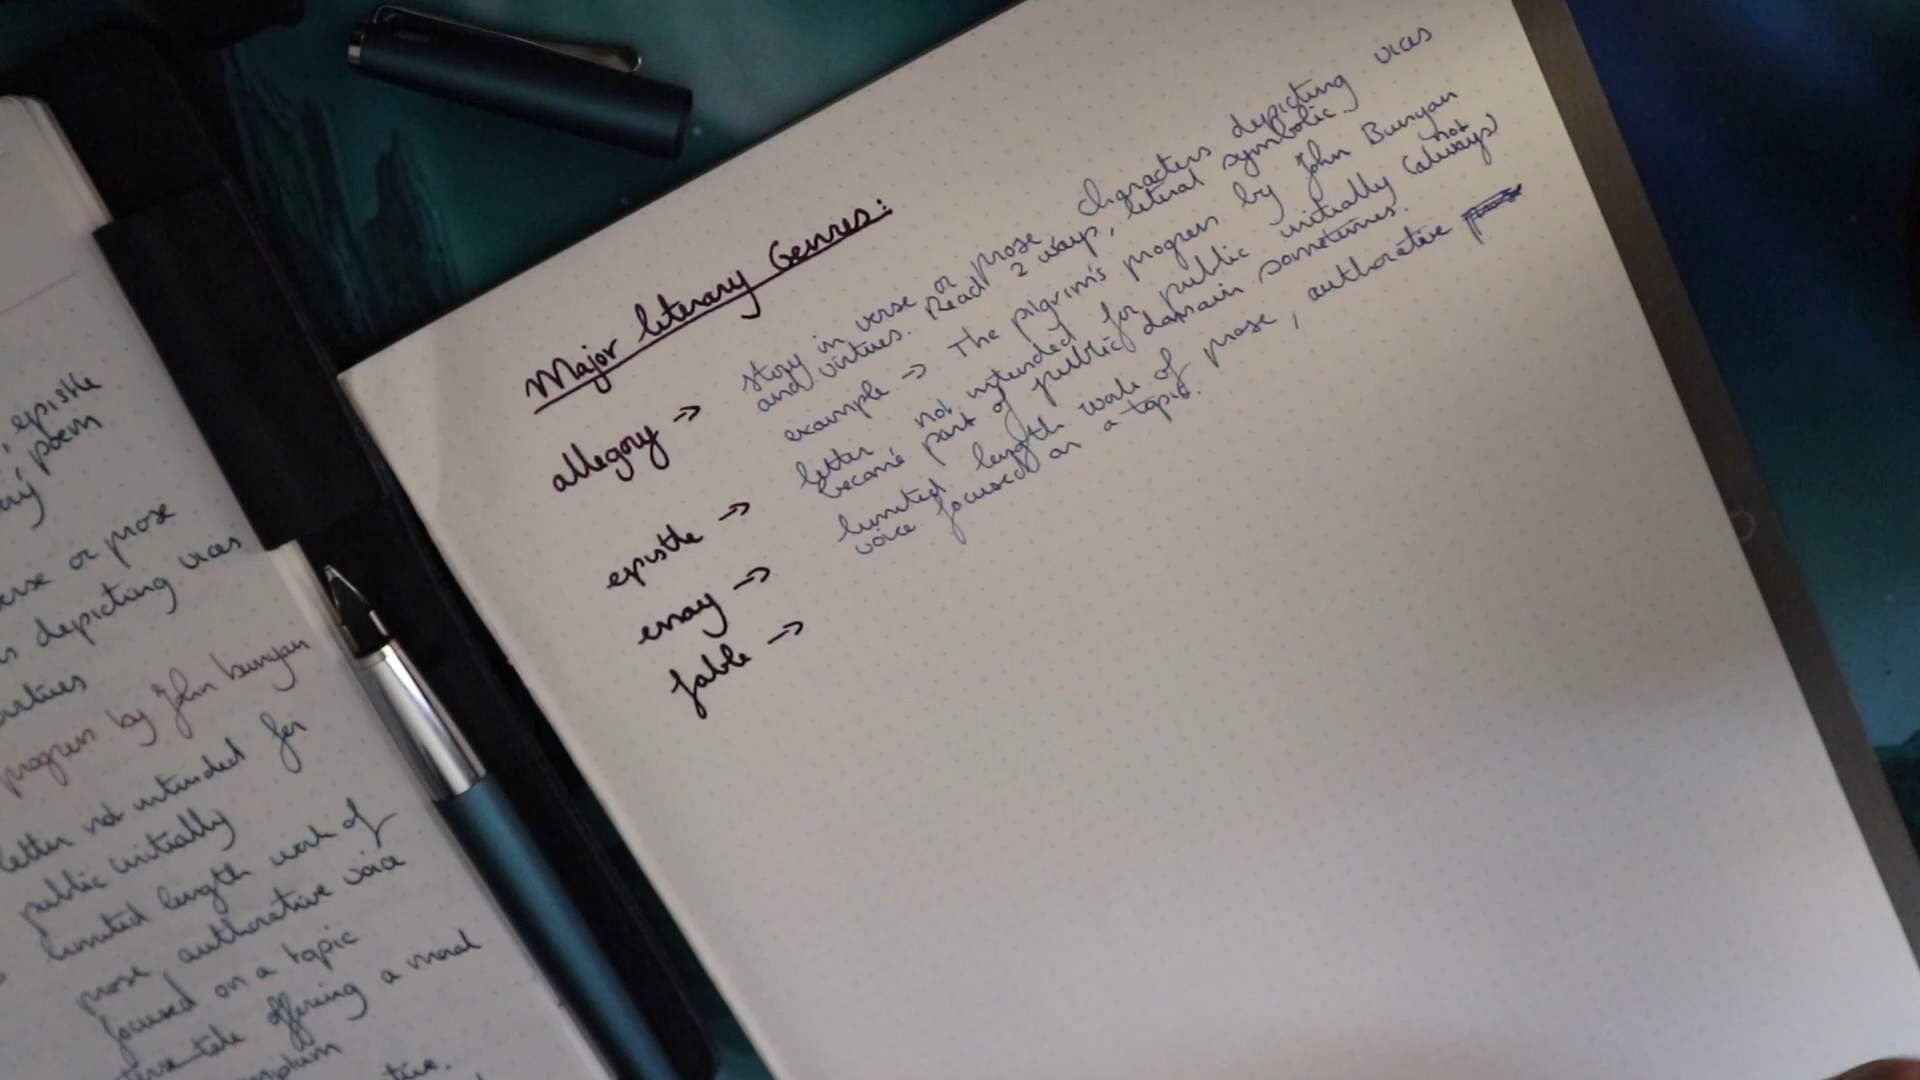 , epistle
poem
verse or prose
depicting vices
virtues
progress by John bunyan
letter not intended for
public initially
limited length work of
prose, authorative voice
focused on a topic
tale offering a moral
Major literary Genres:
allegory → story in verse or prose characters depicting vices
and virtues. Read 2 ways, literal symbolic.
example → The pilgrim's progress by John Bunyan
epistle → letter not intended for public initially (always)
not
become part of public domain sometimes.
essay → limited length work of prose, authorative
voice focused on a topic.
fable →